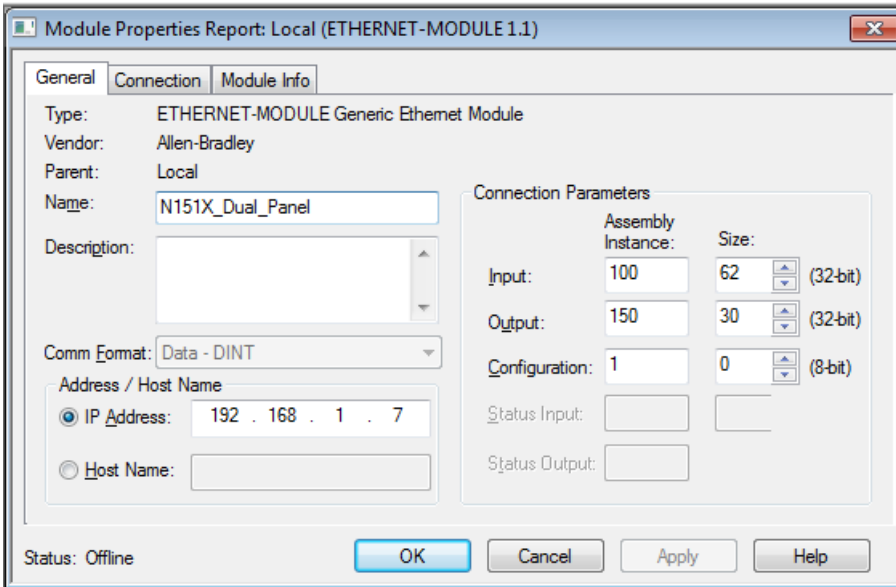 Module Properties Report: Local (ETHERNET-MODULE 1.1)
General Connection Module Info
Type: ETHERNET-MODULE Generic Ethernet Module
Vendor: Allen-Bradley
Parent: Local
Name: N151X_Dual_Panel
Description:
Comm Format: Data - DINT
Address / Host Name
IP Address: 192 . 168 . 1 . 7
Host Name:
Connection Parameters
Assembly
Instance: Size:
Input: 100 62 (32-bit)
Output: 150 30 (32-bit)
Configuration: 1 0 (8-bit)
Status Input:
Status Output:
Status: Offline OK Cancel Apply Help